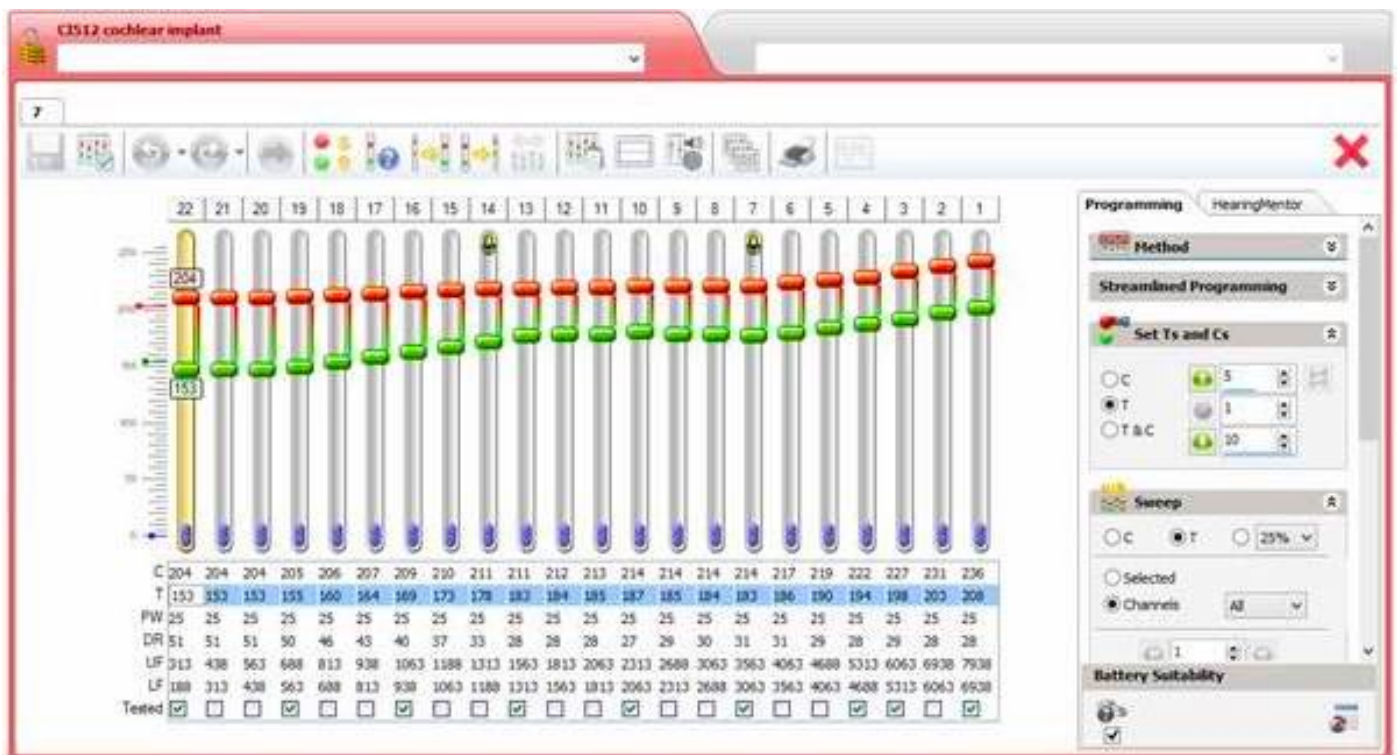 CI512 cochlear implant
7
22 21 20 19 18 17 16 15 14 13 12 11 10 9 8 7 6 5 4 3 2 1
Programming HearingMentor
Method
Streamlined Programming
204
Set Ts and Cs
C 5
T 1
T & C 10
153
0
Sweep
C T 25%
Selected
Channels All
1
C 204 204 204 205 206 207 209 210 211 211 212 213 214 214 214 214 217 219 222 227 231 236
T 153 153 153 155 160 164 169 173 178 183 184 185 187 185 184 183 186 190 194 198 203 208
PW 25 25 25 25 25 25 25 25 25 25 25 25 25 25 25 25 25 25 25 25 25 25
DR 51 51 51 50 46 43 40 37 33 28 28 28 27 29 30 31 31 29 28 29 28 28
UF 313 438 563 688 813 938 1063 1188 1313 1563 1813 2063 2313 2688 3063 3563 4063 4688 5313 6063 6938 7938
LF 188 313 438 563 688 813 938 1063 1188 1313 1563 1813 2063 2313 2688 3063 3563 4063 4688 5313 6063 6938
Tested
Battery Suitability